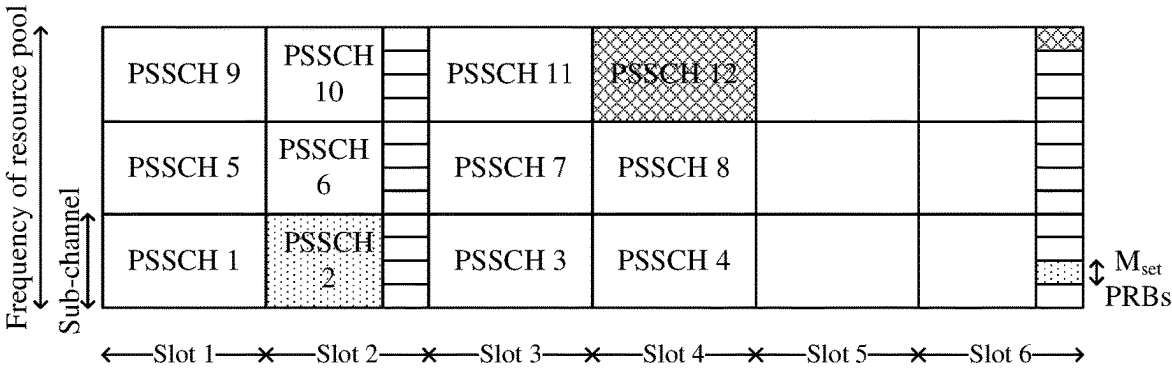 Frequency of resource pool
Sub-channel
PSSCH 9
PSSCH
10
PSSCH 11
PSSCH 12
PSSCH 5
PSSCH
6
PSSCH 7
PSSCH 8
PSSCH 1
PSSCH
2
PSSCH 3
PSSCH 4
Mset
PRBs
Slot 1
Slot 2
Slot 3
Slot 4
Slot 5
Slot 6